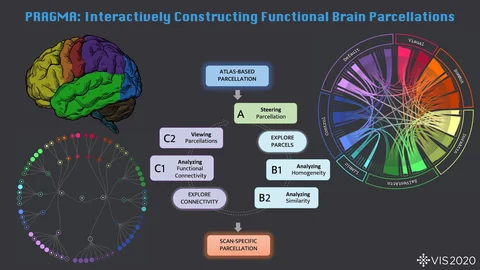 PRAGMA: Interactively Constructing Functional Brain Parcellations
ATLAS-BASED
PARCELLATION
A
Steering
Parcellation
C2
Viewing
Parcellations
EXPLORE
PARCELS
C1
Analyzing
Functional
Connectivity
B1
Analyzing
Homogeneity
EXPLORE
CONNECTIVITY
B2
Analyzing
Similarity
SCAN-SPECIFIC
PARCELLATION
VIS2020